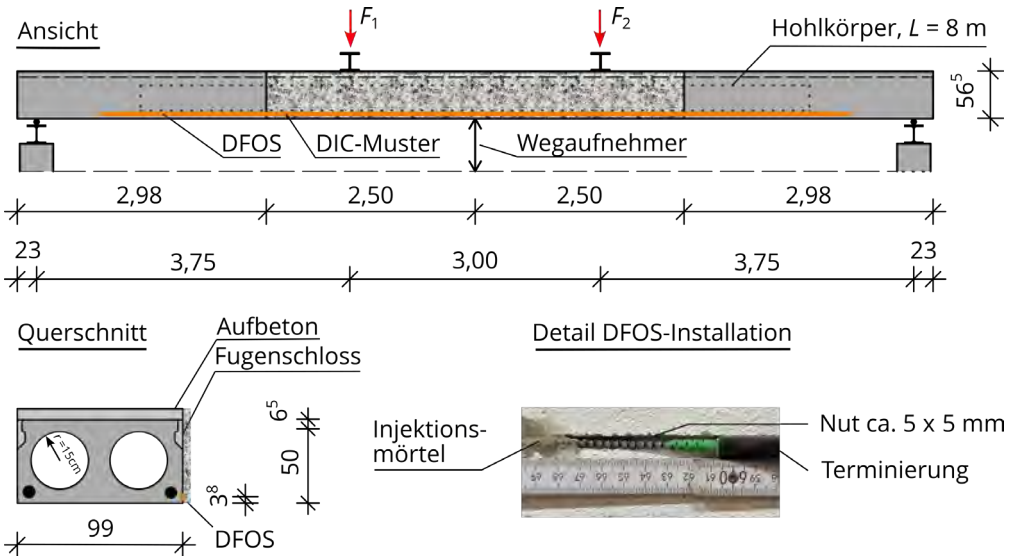 Ansicht
F₁
F₂
Hohlkörper, L = 8 m
56⁵
DFOS
DIC-Muster
Wegaufnehmer
2,98
2,50
2,50
2,98
23
3,75
3,00
3,75
23
Querschnitt
Aufbeton
Fugenschloss
r =15cm
6⁵
50
3⁸
99
DFOS
Detail DFOS-Installation
Injektions-
mörtel
Nut ca. 5 x 5 mm
Terminierung